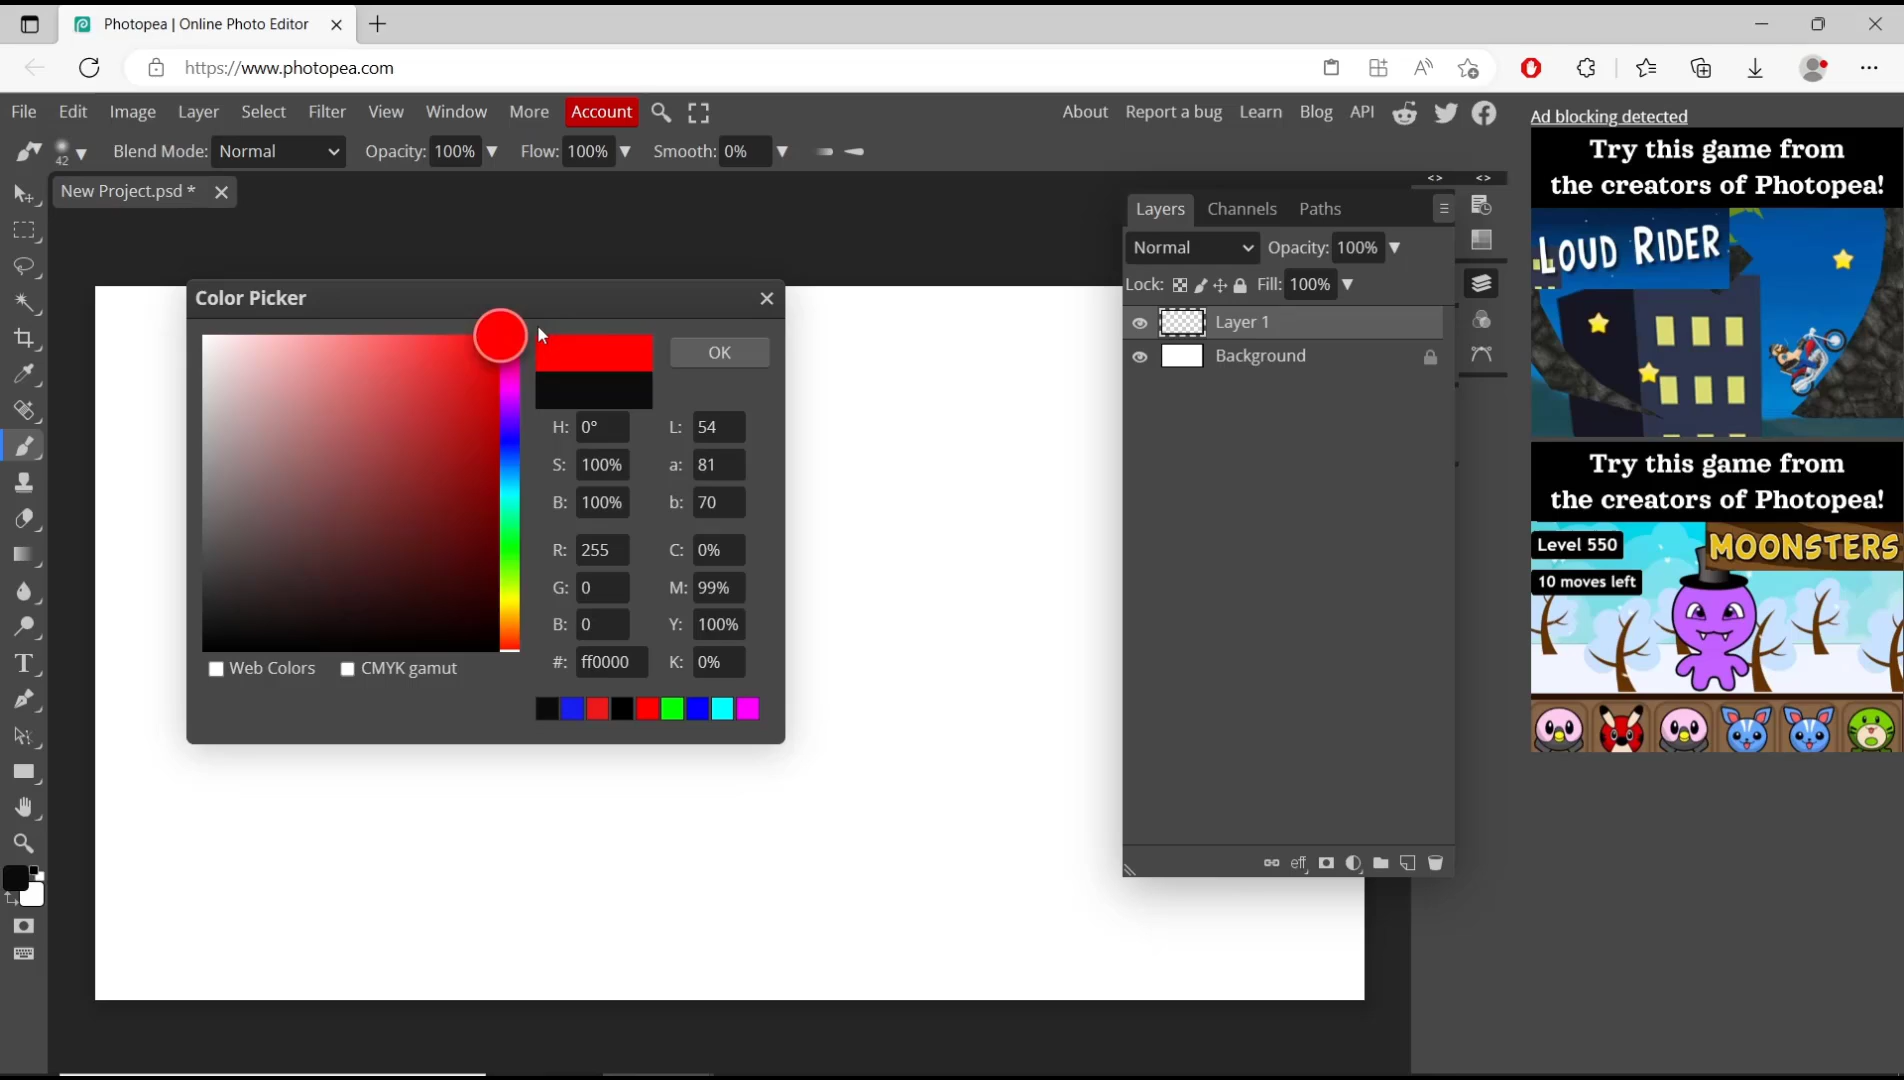 Photopea | Online Photo Editor
https://www.photopea.com
File Edit Image Layer Select Filter View Window More Account About Report a bug Learn Blog API
42 Blend Mode: Normal Opacity: 100% Flow: 100% Smooth: 0%
New Project.psd *
Color Picker
OK
H: 0° L: 54
S: 100% a: 81
B: 100% b: 70
R: 255 C: 0%
G: 0 M: 99%
B: 0 Y: 100%
#: ff0000 K: 0%
Web Colors CMYK gamut
Layers Channels Paths
Normal Opacity: 100%
Lock: Fill: 100%
Layer 1
Background
eff
Ad blocking detected
Try this game from
the creators of Photopea!
LOUD RIDER
Try this game from
the creators of Photopea!
Level 550
MOONSTERS
10 moves left